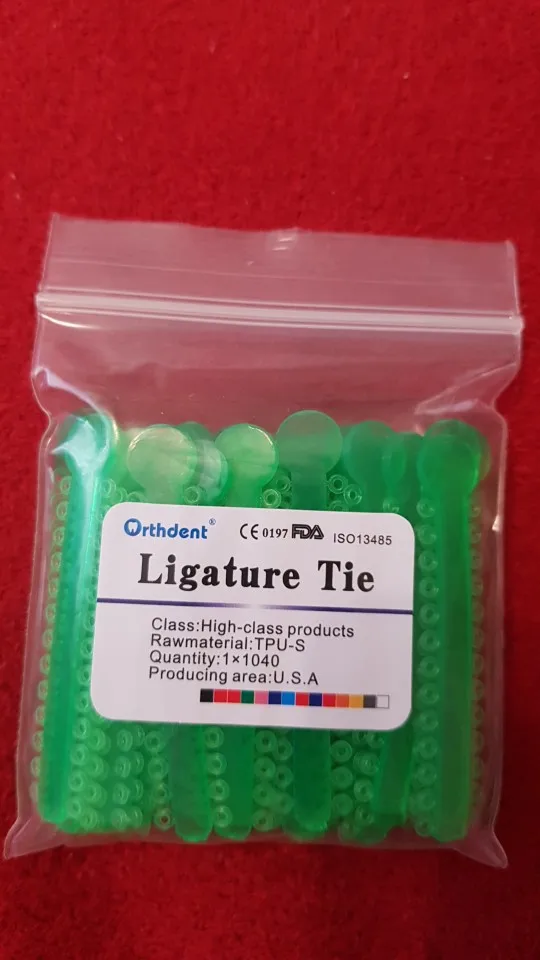 Orthdent® CE 0197 FDA ISO13485
Ligature Tie
Class:High-class products
Rawmaterial:TPU-S
Quantity:1×1040
Producing area:U.S.A